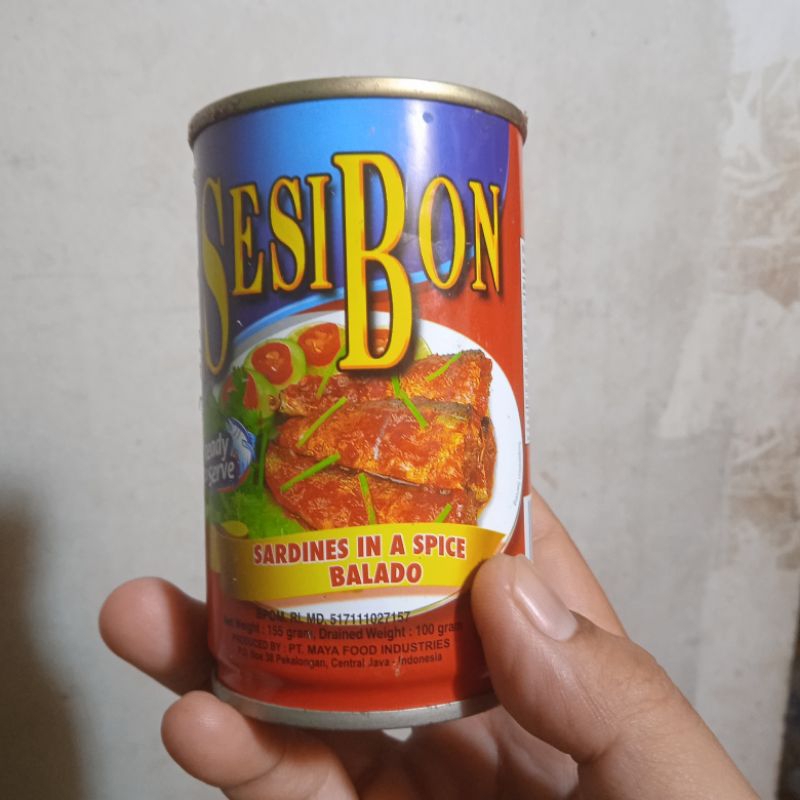 SESIBON
Ready
Serve
SARDINES IN A SPICE
BALADO
BPOM RI MD. 517111027157
Net Weight : 155 gram, Drained Weight : 100 gram
PRODUCED BY : PT. MAYA FOOD INDUSTRIES
P.O. Box 38 Pekalongan, Central Java - Indonesia